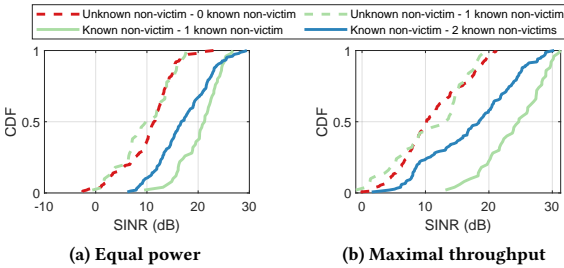 Unknown non-victim - 0 known non-victim Unknown non-victim - 1 known non-victim
Known non-victim - 1 known non-victim Known non-victim - 2 known non-victims
1
0.5
0
CDF
-10 0 10 20 30
SINR (dB)
(a) Equal power
1
0.5
0
CDF
0 10 20 30
SINR (dB)
(b) Maximal throughput